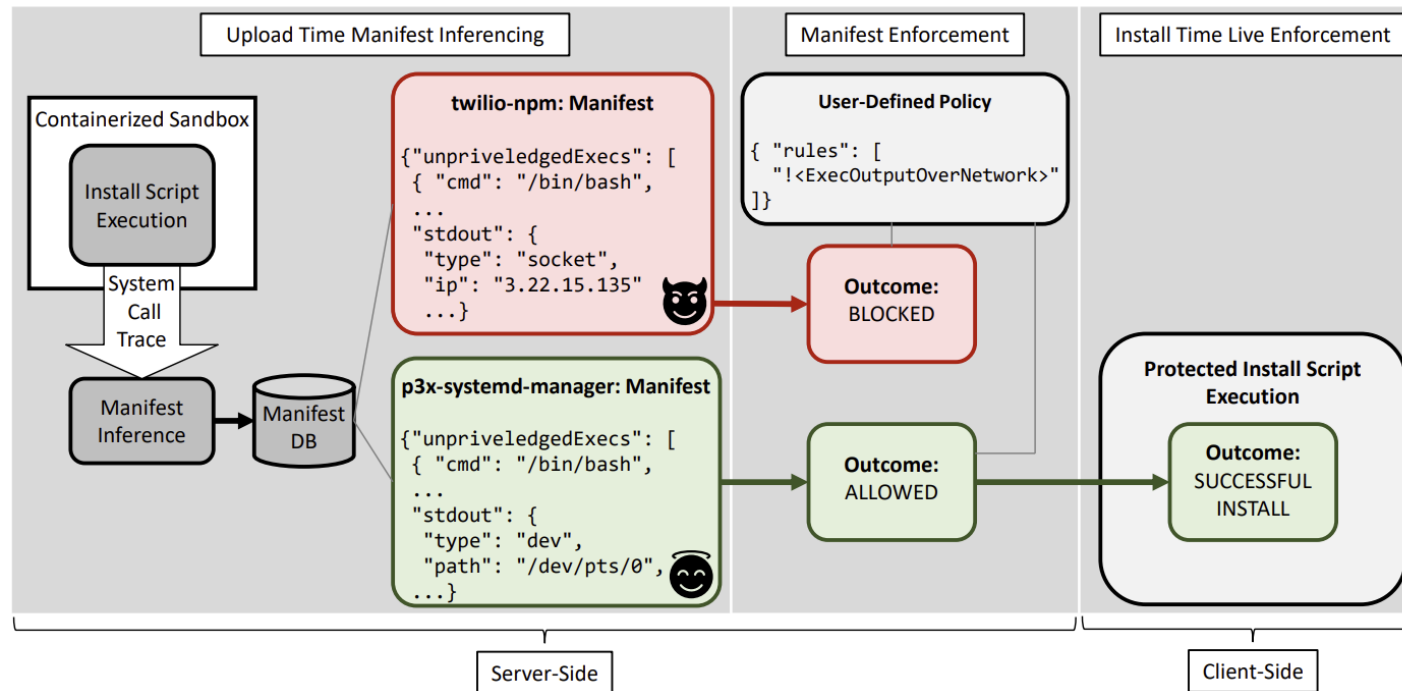 Upload Time Manifest Inferencing
Manifest Enforcement
Install Time Live Enforcement
Containerized Sandbox
Install Script
Execution
System
Call
Trace
Manifest
Inference
Manifest
DB
twilio-npm: Manifest
{"unpriveledgedExecs": [
{ "cmd": "/bin/bash",
...
"stdout": {
"type": "socket",
"ip": "3.22.15.135"
...}
p3x-systemd-manager: Manifest
{"unpriveledgedExecs": [
{ "cmd": "/bin/bash",
...
"stdout": {
"type": "dev",
"path": "/dev/pts/0",
...}
User-Defined Policy
{ "rules": [
"!<ExecOutputOverNetwork>"
]}
Outcome:
BLOCKED
Outcome:
ALLOWED
Protected Install Script
Execution
Outcome:
SUCCESSFUL
INSTALL
Server-Side
Client-Side